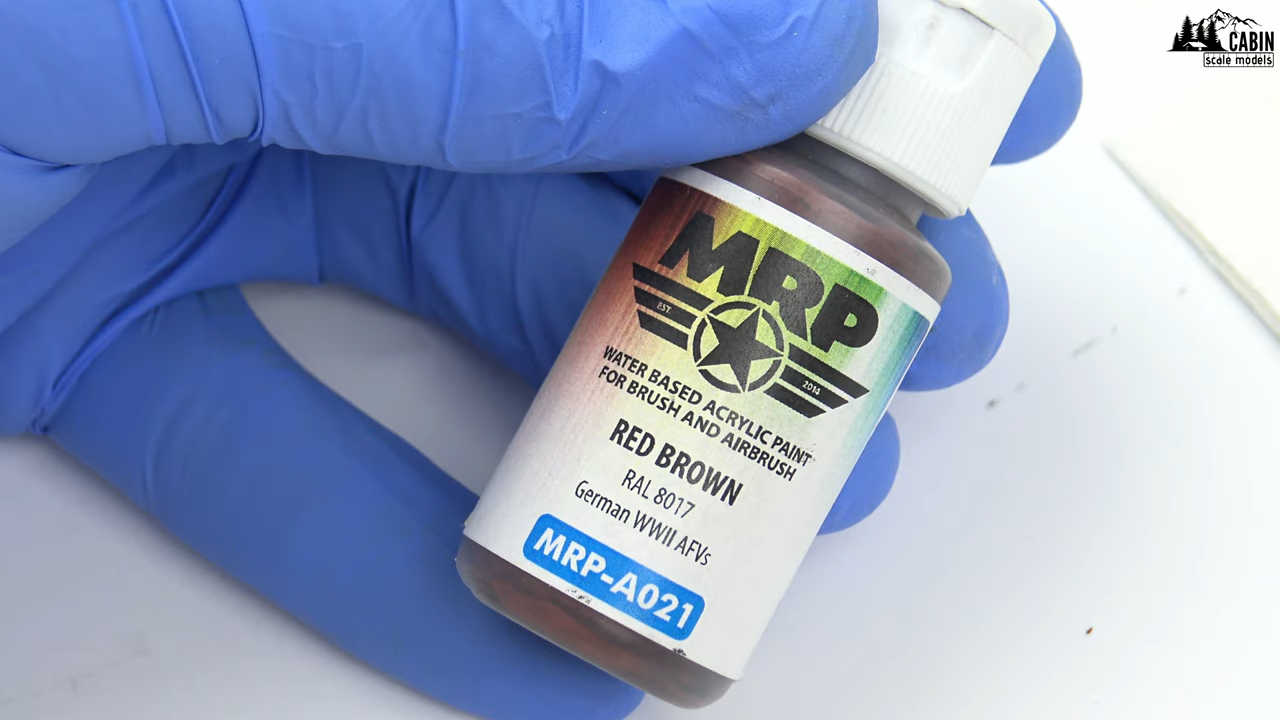 CABIN
scale models
MRP
EST.
2014
WATER BASED ACRYLIC PAINT
FOR BRUSH AND AIRBRUSH
RED BROWN
RAL 8017
German WWII AFVs
MRP-A021